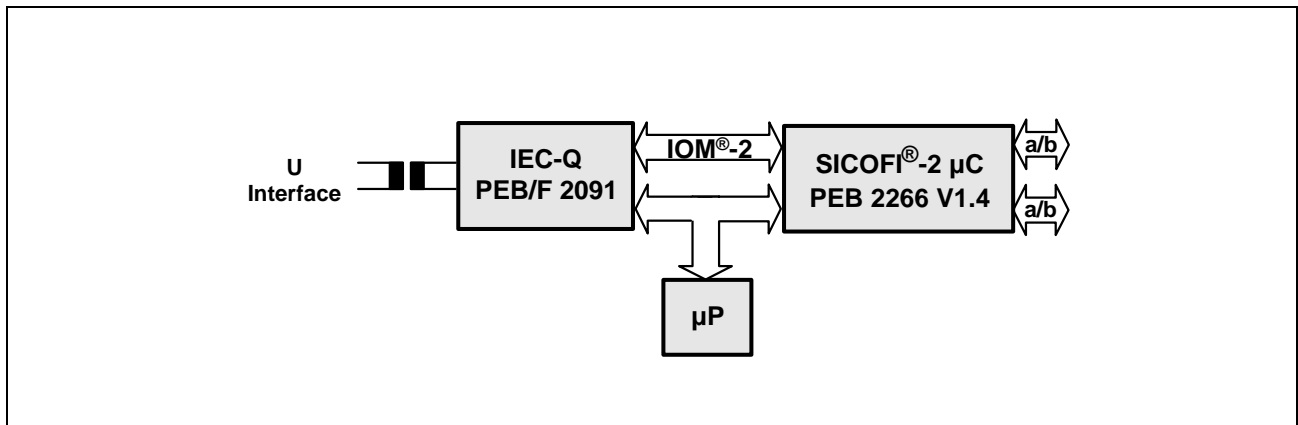 U
Interface
IEC-Q
PEB/F 2091
IOM®-2
SICOFI®-2 µC
PEB 2266 V1.4
a/b
a/b
µP